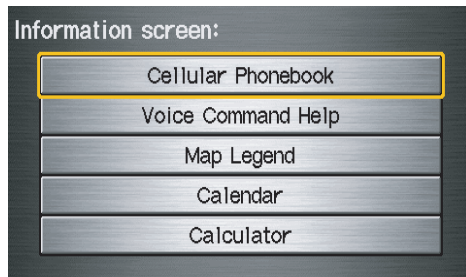 Information screen:
Cellular Phonebook
Voice Command Help
Map Legend
Calendar
Calculator